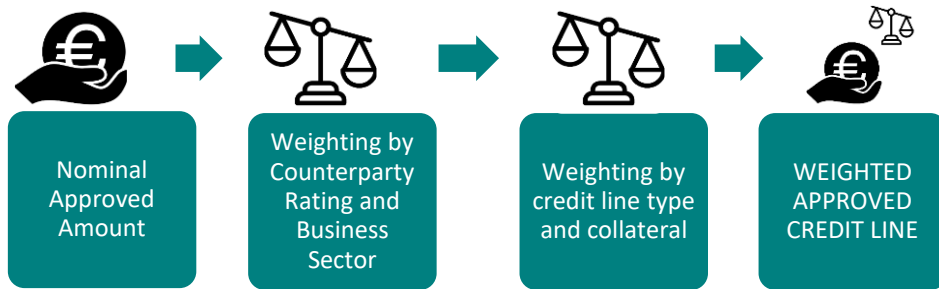 Nominal
Approved
Amount
Weighting by
Counterparty
Rating and
Business
Sector
Weighting by
credit line type
and collateral
WEIGHTED
APPROVED
CREDIT LINE